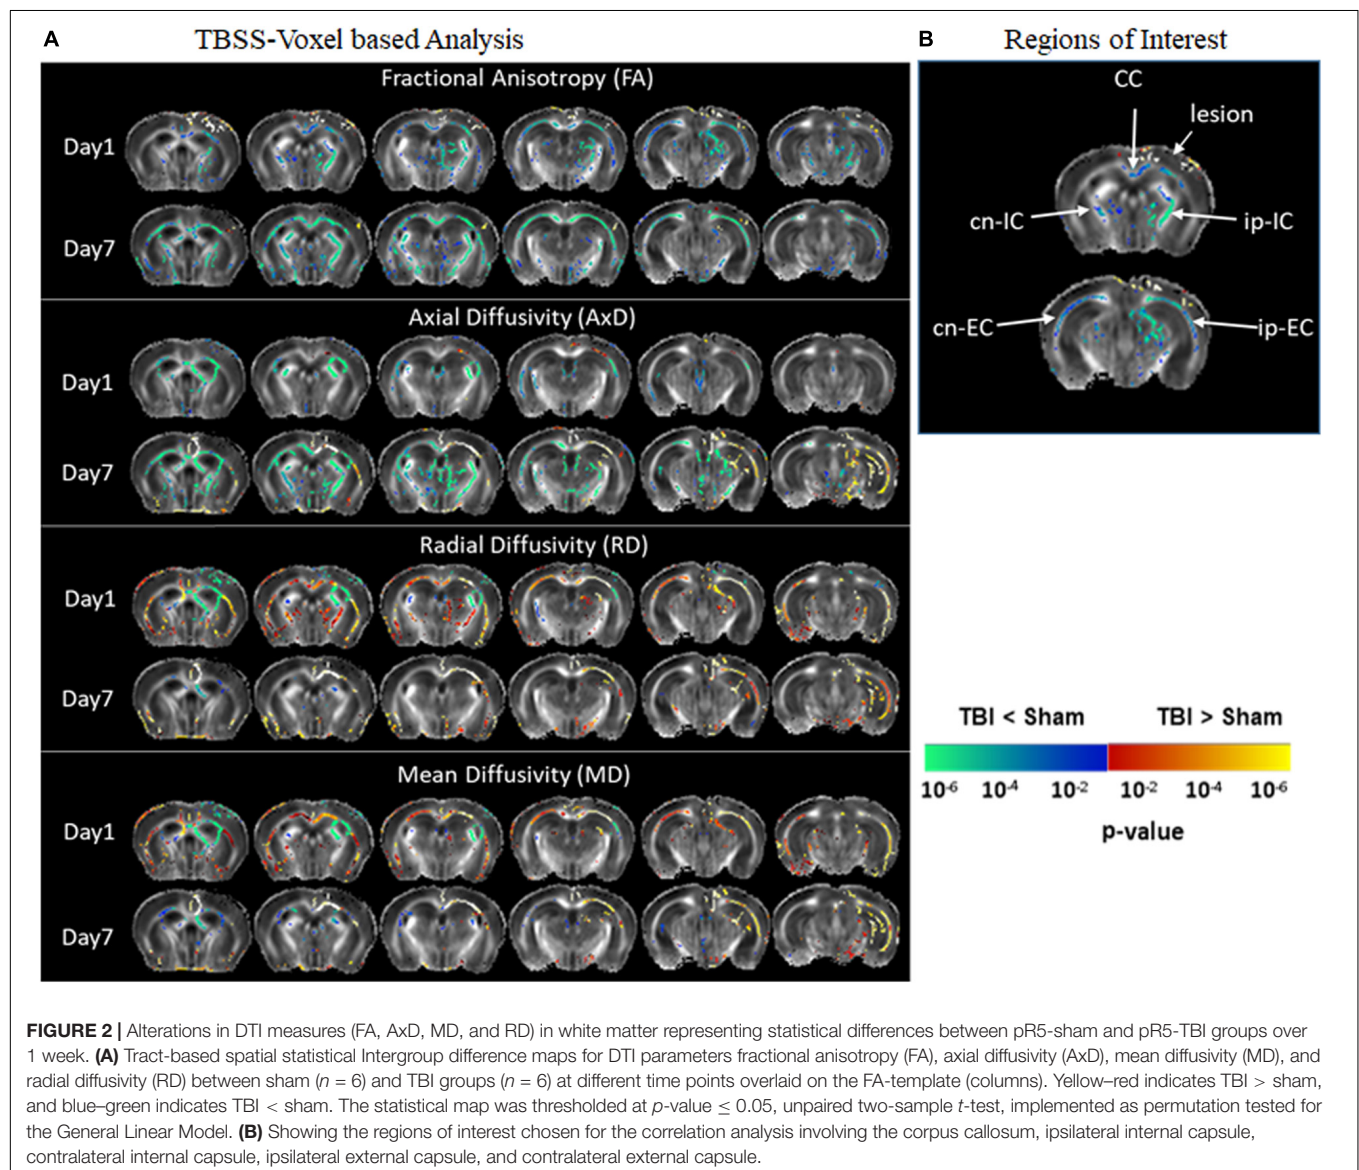 A TBSS-Voxel based Analysis
Fractional Anisotropy (FA)
Day1
Day7
Axial Diffusivity (AxD)
Day1
Day7
Radial Diffusivity (RD)
Day1
Day7
Mean Diffusivity (MD)
Day1
Day7
B Regions of Interest
CC
lesion
cn-IC ip-IC
cn-EC ip-EC
TBI < Sham TBI > Sham
10-6 10-4 10-2 10-2 10-4 10-6
p-value
FIGURE 2 | Alterations in DTI measures (FA, AxD, MD, and RD) in white matter representing statistical differences between pR5-sham and pR5-TBI groups over
1 week. (A) Tract-based spatial statistical Intergroup difference maps for DTI parameters fractional anisotropy (FA), axial diffusivity (AxD), mean diffusivity (MD), and
radial diffusivity (RD) between sham (n = 6) and TBI groups (n = 6) at different time points overlaid on the FA-template (columns). Yellow–red indicates TBI > sham,
and blue–green indicates TBI < sham. The statistical map was thresholded at p-value ≤ 0.05, unpaired two-sample t-test, implemented as permutation tested for
the General Linear Model. (B) Showing the regions of interest chosen for the correlation analysis involving the corpus callosum, ipsilateral internal capsule,
contralateral internal capsule, ipsilateral external capsule, and contralateral external capsule.